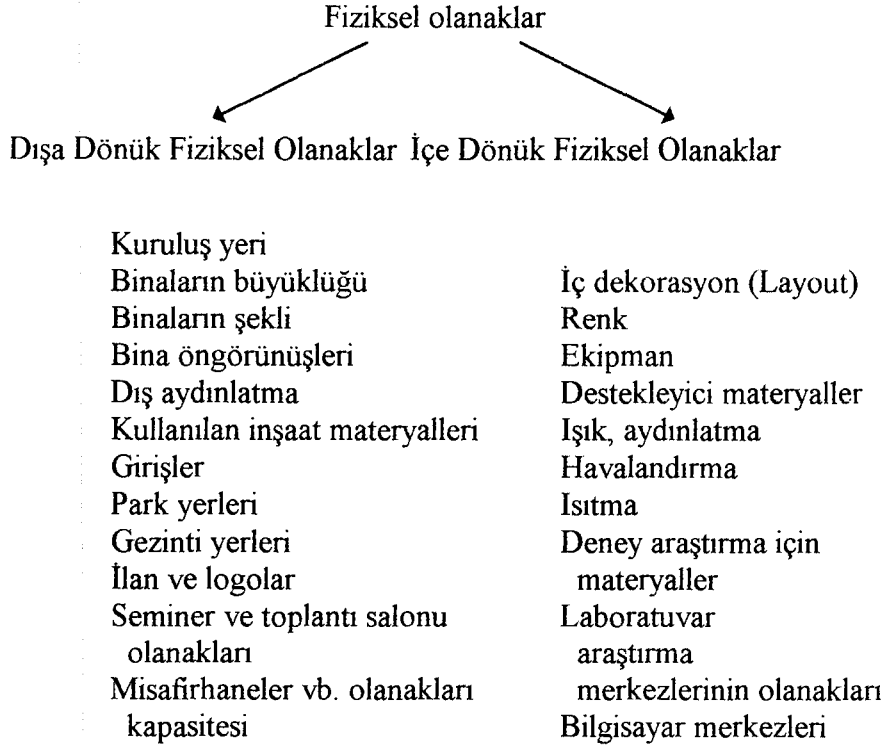 Fiziksel olanaklar
Dışa Dönük Fiziksel Olanaklar İçe Dönük Fiziksel Olanaklar
Kuruluş yeri
Binaların büyüklüğü
Binaların şekli
Bina öngörünüşleri
Dış aydınlatma
Kullanılan inşaat materyalleri
Girişler
Park yerleri
Gezinti yerleri
İlan ve logolar
Seminer ve toplantı salonu
olanakları
Misafirhaneler vb. olanakları
kapasitesi
İç dekorasyon (Layout)
Renk
Ekipman
Destekleyici materyaller
Işık, aydınlatma
Havalandırma
Isıtma
Deney araştırma için
materyaller
Laboratuvar
araştırma
merkezlerinin olanakları
Bilgisayar merkezleri